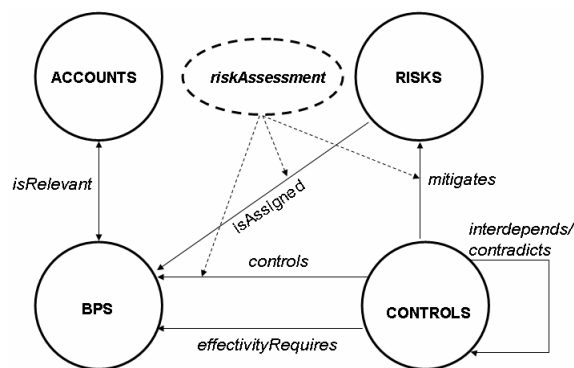 ACCOUNTS
riskAssessment
RISKS
isRelevant
isAssigned
mitigates
interdepends/
contradicts
controls
BPS
CONTROLS
effectivityRequires